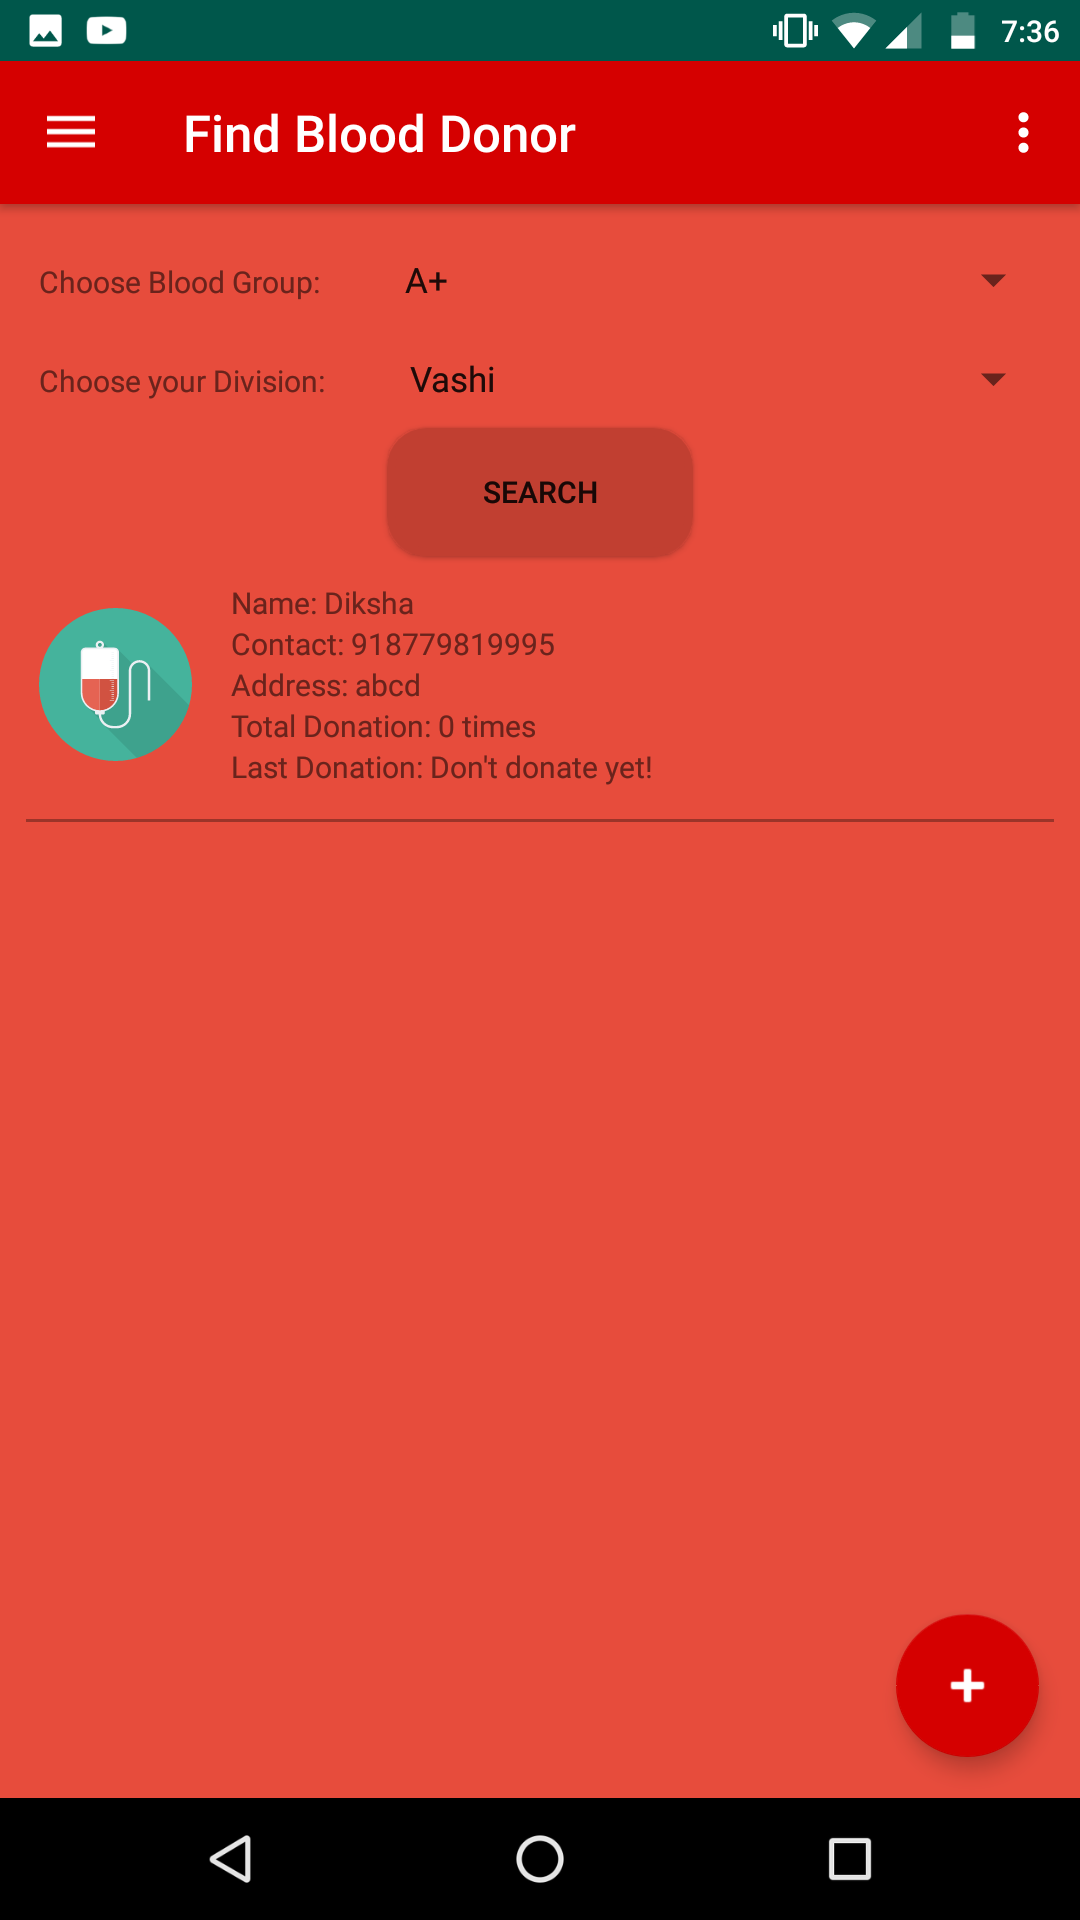 7:36
Find Blood Donor
Choose Blood Group: A+
Choose your Division: Vashi
SEARCH
Name: Diksha
Contact: 918779819995
Address: abcd
Total Donation: 0 times
Last Donation: Don't donate yet!